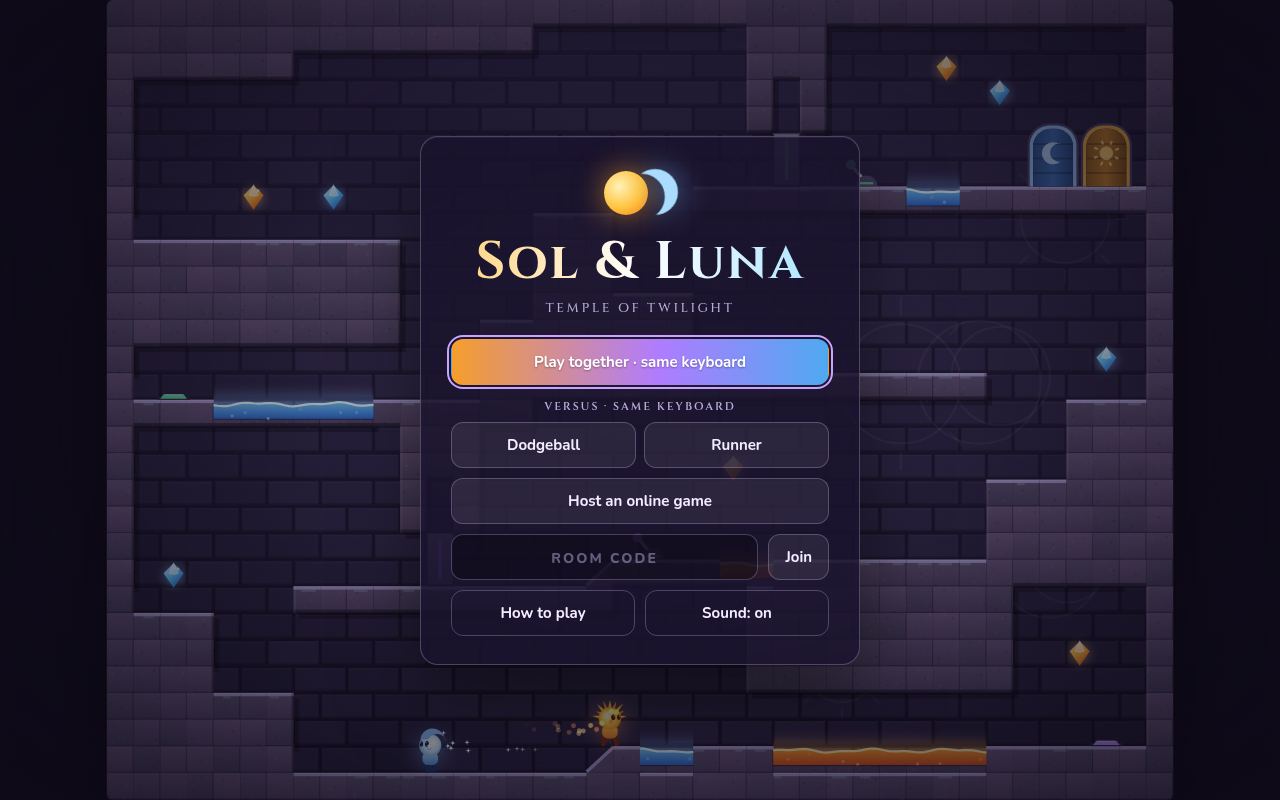 Sol & Luna
TEMPLE OF TWILIGHT
Play together · same keyboard
VERSUS · SAME KEYBOARD
Dodgeball
Runner
Host an online game
ROOM CODE
Join
How to play
Sound: on